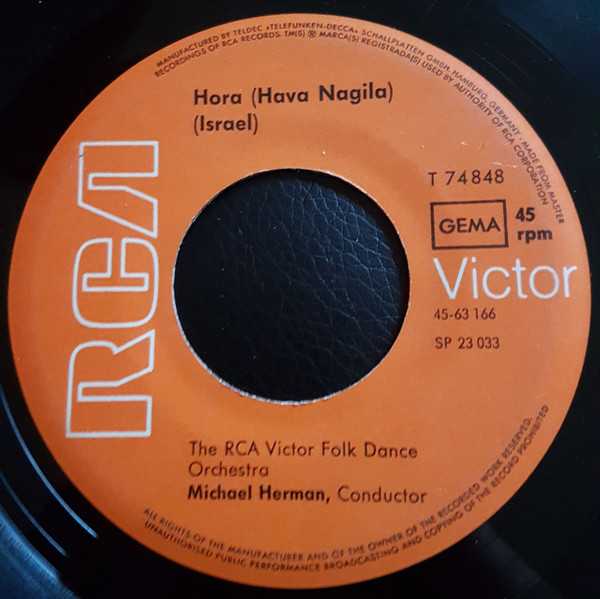 MANUFACTURED BY TELDEC »TELEFUNKEN-DECCA« SCHALLPLATTEN GMBH, HAMBURG, GERMANY · MADE FROM MASTER
RECORDINGS OF RCA RECORDS. TM(S) ® MARCA(S) REGISTRADA(S) USED BY AUTHORITY OF RCA CORPORATION
Hora (Hava Nagila)
(Israel)
RCA
T 74 848
GEMA
45
rpm
Victor
45-63 166
SP 23 033
The RCA Victor Folk Dance
Orchestra
Michael Herman, Conductor
ALL RIGHTS OF THE MANUFACTURER AND OF THE OWNER OF THE RECORDED WORK RESERVED.
UNAUTHORISED PUBLIC PERFORMANCE BROADCASTING AND COPYING OF THE RECORD PROHIBITED